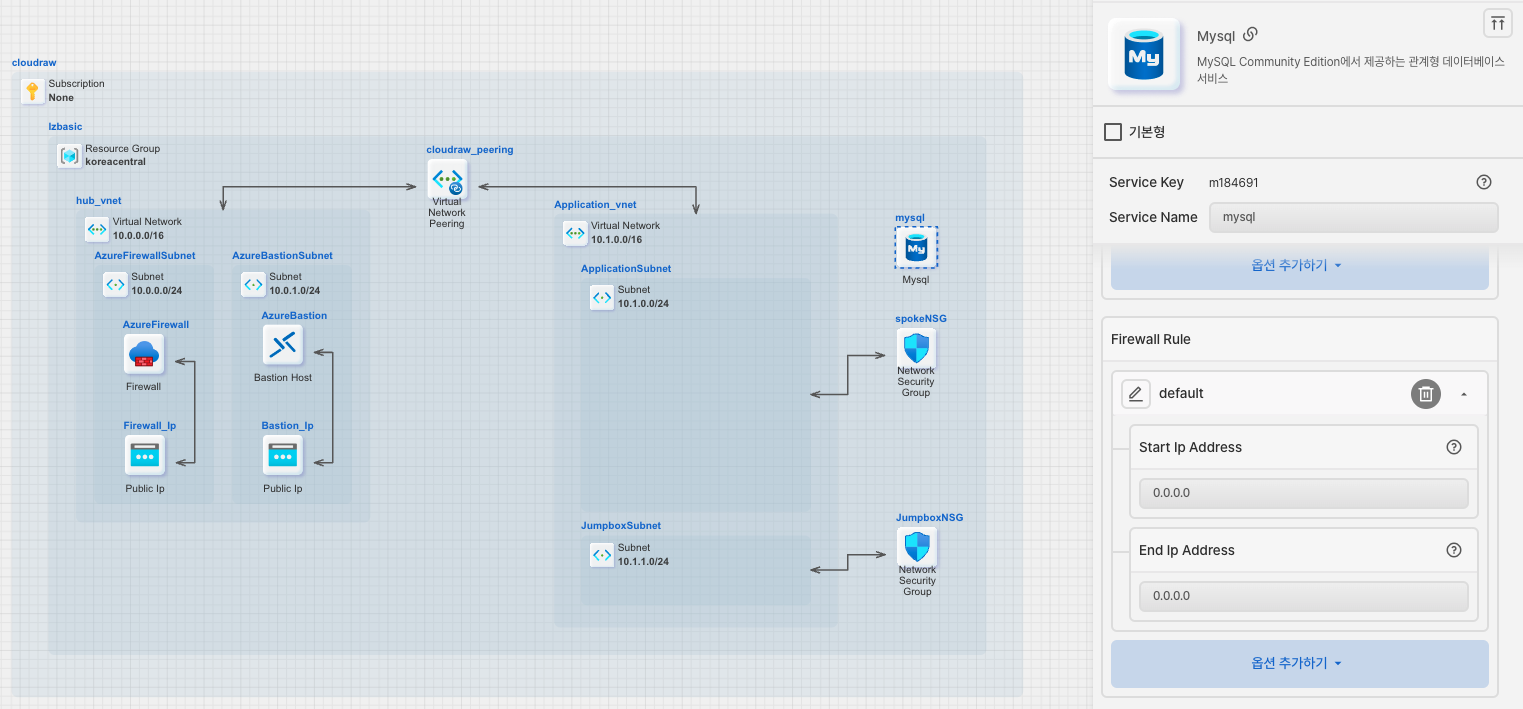 cloudraw
Subscription
None
lzbasic
Resource Group
koreacentral
cloudraw_peering
Virtual
Network
Peering
hub_vnet
Virtual Network
10.0.0.0/16
AzureFirewallSubnet
Subnet
10.0.0.0/24
AzureFirewall
Firewall
Firewall_Ip
Public Ip
AzureBastionSubnet
Subnet
10.0.1.0/24
AzureBastion
Bastion Host
Bastion_Ip
Public Ip
Application_vnet
Virtual Network
10.1.0.0/16
ApplicationSubnet
Subnet
10.1.0.0/24
JumpboxSubnet
Subnet
10.1.1.0/24
mysql
My
Mysql
spokeNSG
Network
Security
Group
JumpboxNSG
Network
Security
Group
My
Mysql
MySQL Community Edition에서 제공하는 관계형 데이터베이스
서비스
기본형
Service Key m184691
Service Name mysql
옵션 추가하기
Firewall Rule
default
Start Ip Address
0.0.0.0
End Ip Address
0.0.0.0
옵션 추가하기